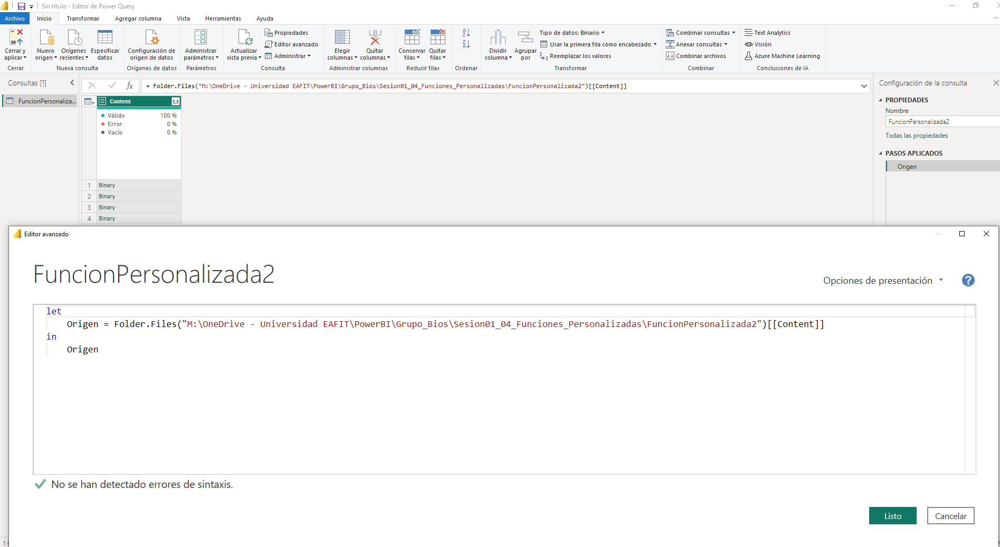 Sin título - Editor de Power Query
Archivo Inicio Transformar Agregar columna Vista Herramientas Ayuda
Cerrar y aplicar
Cerrar
Nuevo origen
Orígenes recientes
Especificar datos
Nueva consulta
Configuración de origen de datos
Orígenes de datos
Administrar parámetros
Parámetros
Actualizar vista previa
Propiedades
Editor avanzado
Administrar
Consulta
Elegir columnas
Quitar columnas
Administrar columnas
Conservar filas
Quitar filas
Reducir filas
Ordenar
Dividir columna
Agrupar por
Tipo de datos: Binario
Usar la primera fila como encabezado
Reemplazar los valores
Transformar
Combinar consultas
Anexar consultas
Combinar archivos
Combinar
Text Analytics
Visión
Azure Machine Learning
Conclusiones de IA
Consultas [1]
FuncionPersonaliza...
fx
= Folder.Files("M:\OneDrive - Universidad EAFIT\PowerBI\Grupo_Bios\Sesion01_04_Funciones_Personalizadas\FuncionPersonalizada2")[[Content]]
Content
Válido 100 %
Error 0 %
Vacío 0 %
1 Binary
2 Binary
3 Binary
4 Binary
Configuración de la consulta
PROPIEDADES
Nombre
FuncionPersonalizada2
Todas las propiedades
PASOS APLICADOS
Origen
Editor avanzado
FuncionPersonalizada2
Opciones de presentación
let
Origen = Folder.Files("M:\OneDrive - Universidad EAFIT\PowerBI\Grupo_Bios\Sesion01_04_Funciones_Personalizadas\FuncionPersonalizada2")[[Content]]
in
Origen
No se han detectado errores de sintaxis.
Listo Cancelar